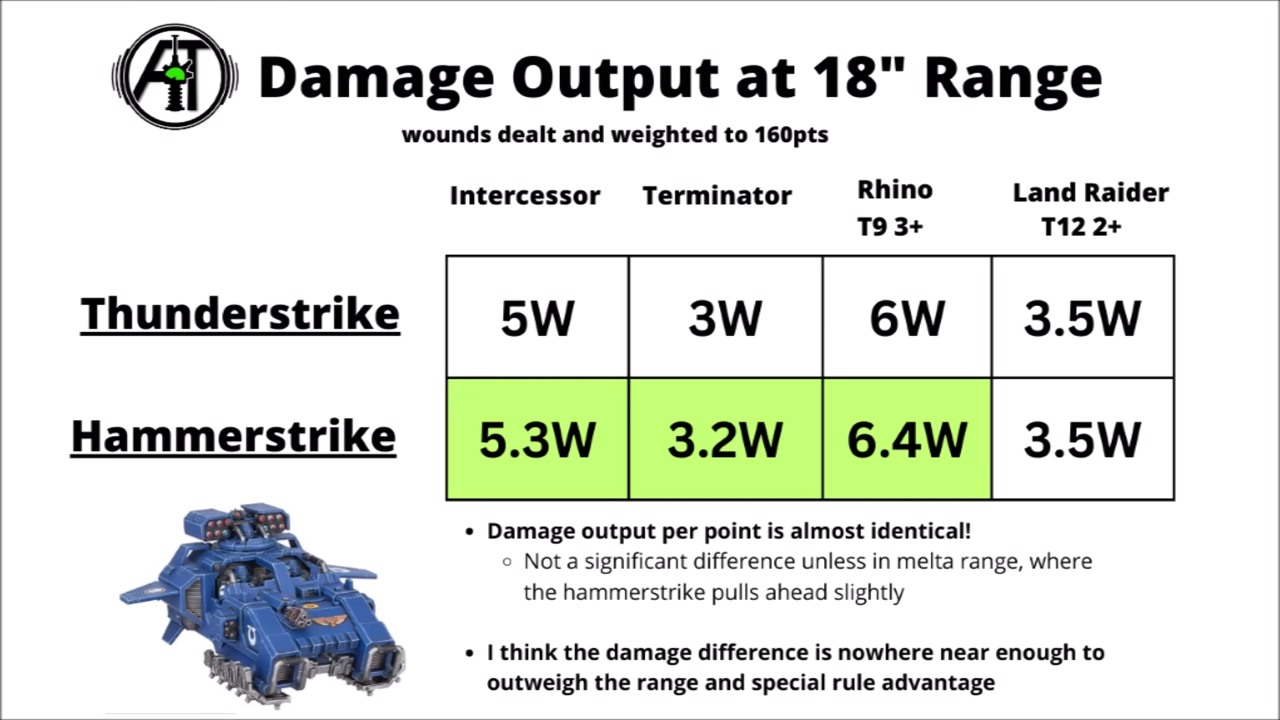 AT
Damage Output at 18" Range
wounds dealt and weighted to 160pts
Intercessor Terminator Rhino T9 3+ Land Raider T12 2+
Thunderstrike 5W 3W 6W 3.5W
Hammerstrike 5.3W 3.2W 6.4W 3.5W
• Damage output per point is almost identical!
○ Not a significant difference unless in melta range, where
the hammerstrike pulls ahead slightly
• I think the damage difference is nowhere near enough to
outweigh the range and special rule advantage